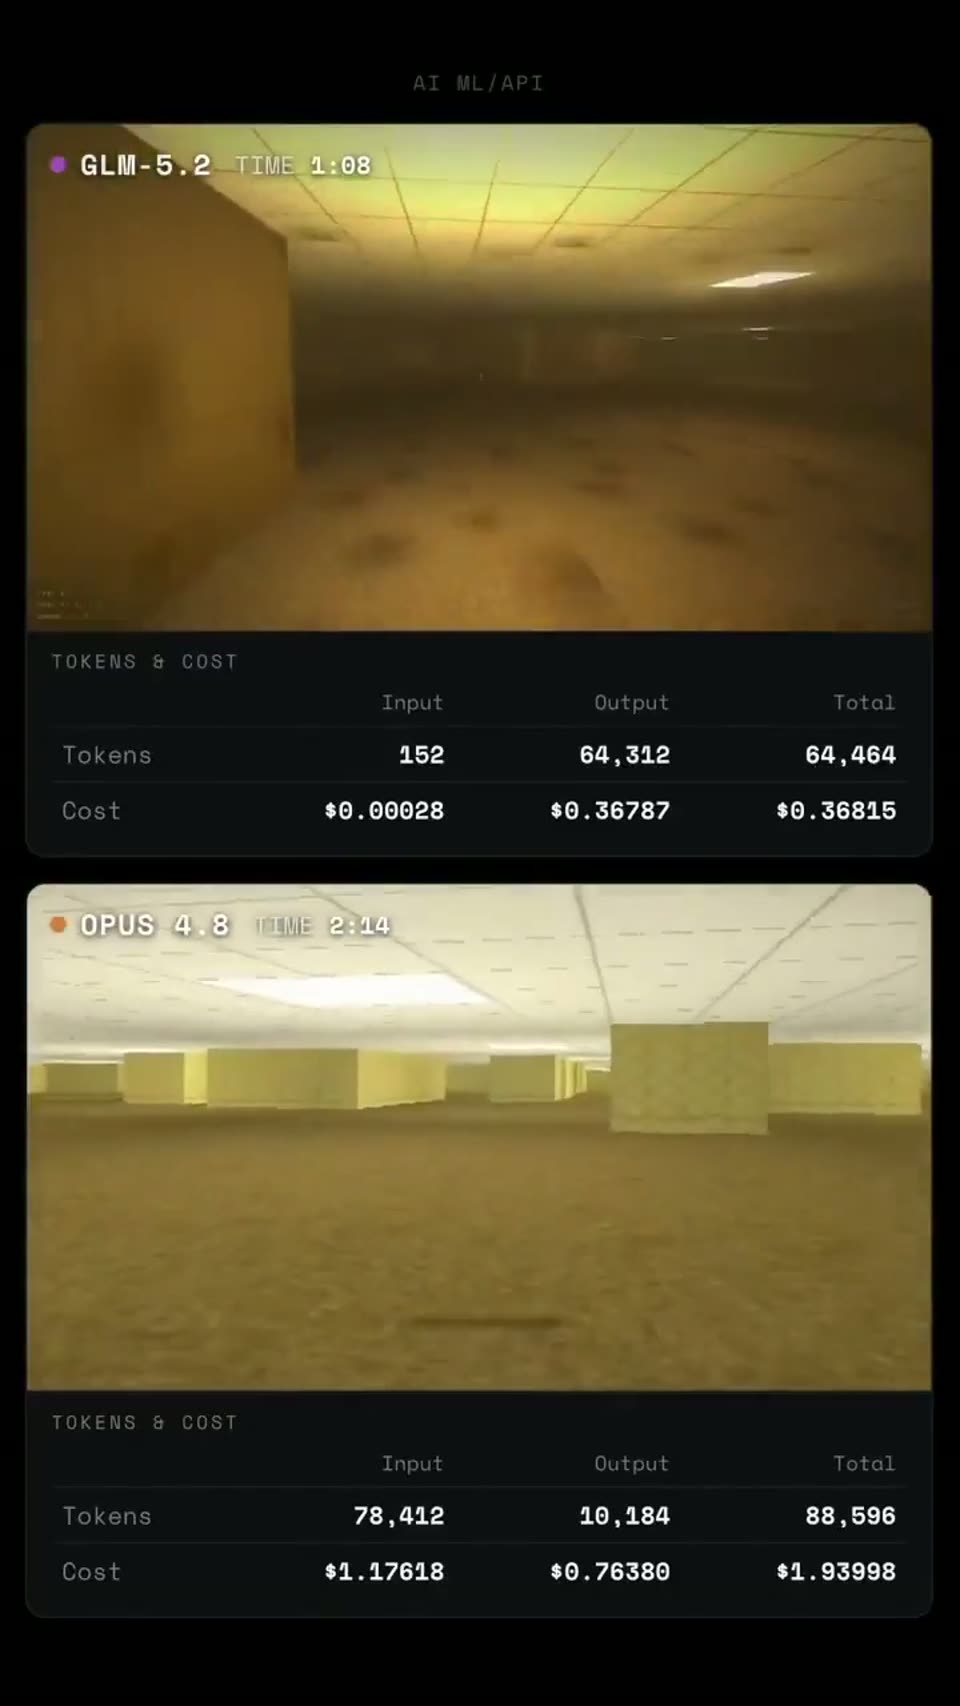 AI ML/API
GLM-5.2 TIME 1:08
TOKENS & COST
Input Output Total
Tokens 152 64,312 64,464
Cost $0.00028 $0.36787 $0.36815
OPUS 4.8 TIME 2:14
TOKENS & COST
Input Output Total
Tokens 78,412 10,184 88,596
Cost $1.17618 $0.76380 $1.93998